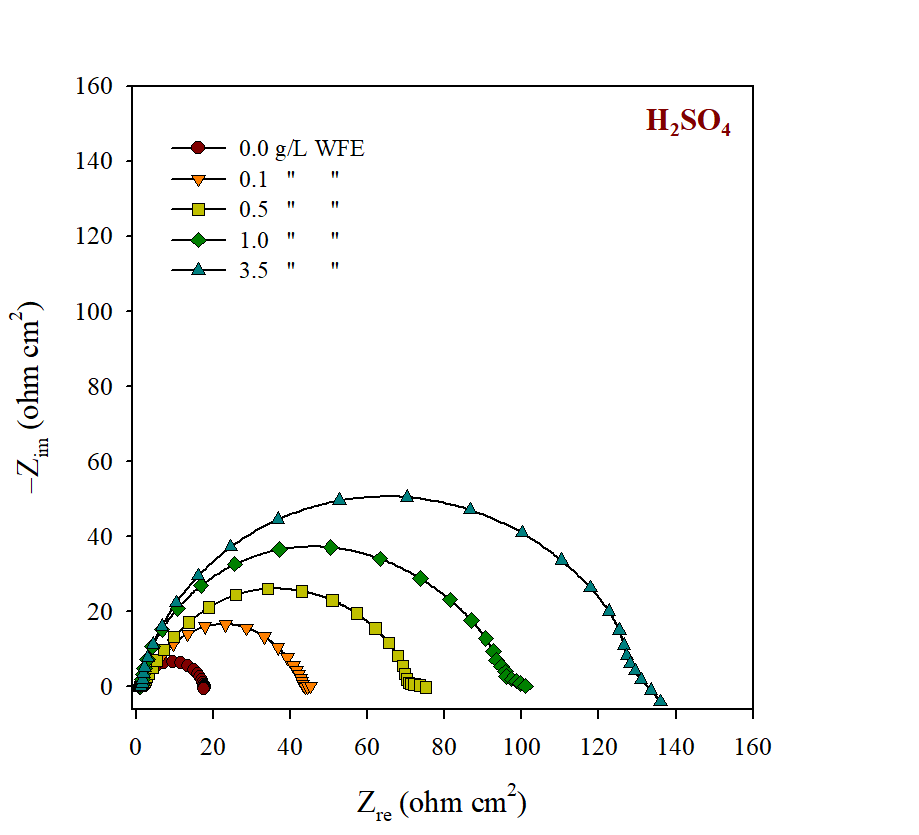 H₂SO₄
0.0 g/L WFE
0.1 " "
0.5 " "
1.0 " "
3.5 " "
160
140
120
100
80
60
40
20
0
−Zim (ohm cm²)
0 20 40 60 80 100 120 140 160
Zre (ohm cm²)